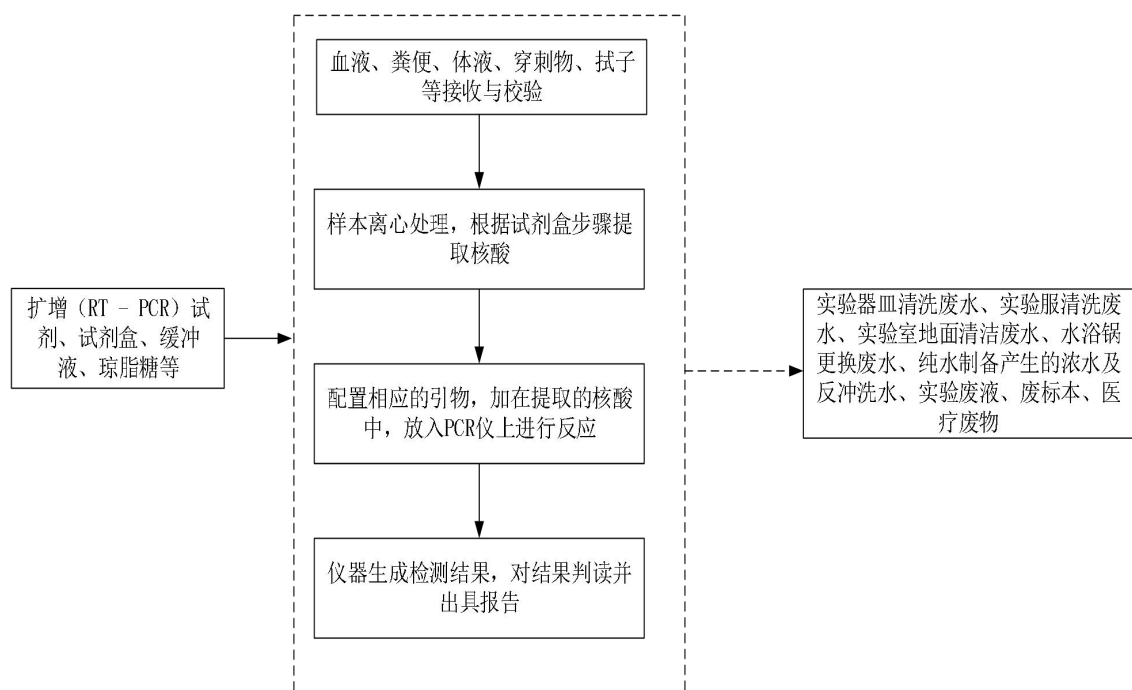 血液、粪便、体液、穿刺物、拭子
等接收与校验
样本离心处理，根据试剂盒步骤提
取核酸
扩增（RT - PCR）试
剂、试剂盒、缓冲
液、琼脂糖等
配置相应的引物，加在提取的核酸
中，放入PCR仪上进行反应
仪器生成检测结果，对结果判读并
出具报告
实验器皿清洗废水、实验服清洗废
水、实验室地面清洁废水、水浴锅
更换废水、纯水制备产生的浓水及
反冲洗水、实验废液、废标本、医
疗废物